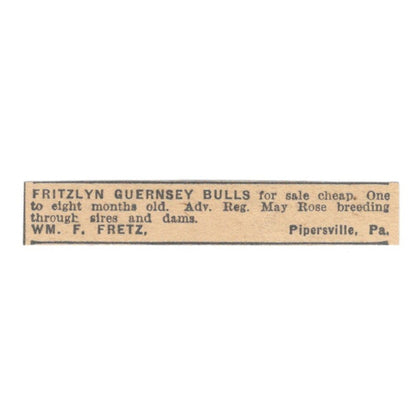 FRITZLYN GUERNSEY BULLS for sale cheap. One
to eight months old. Adv. Reg. May Rose breeding
through sires and dams.
WM. F. FRETZ, Pipersville, Pa.